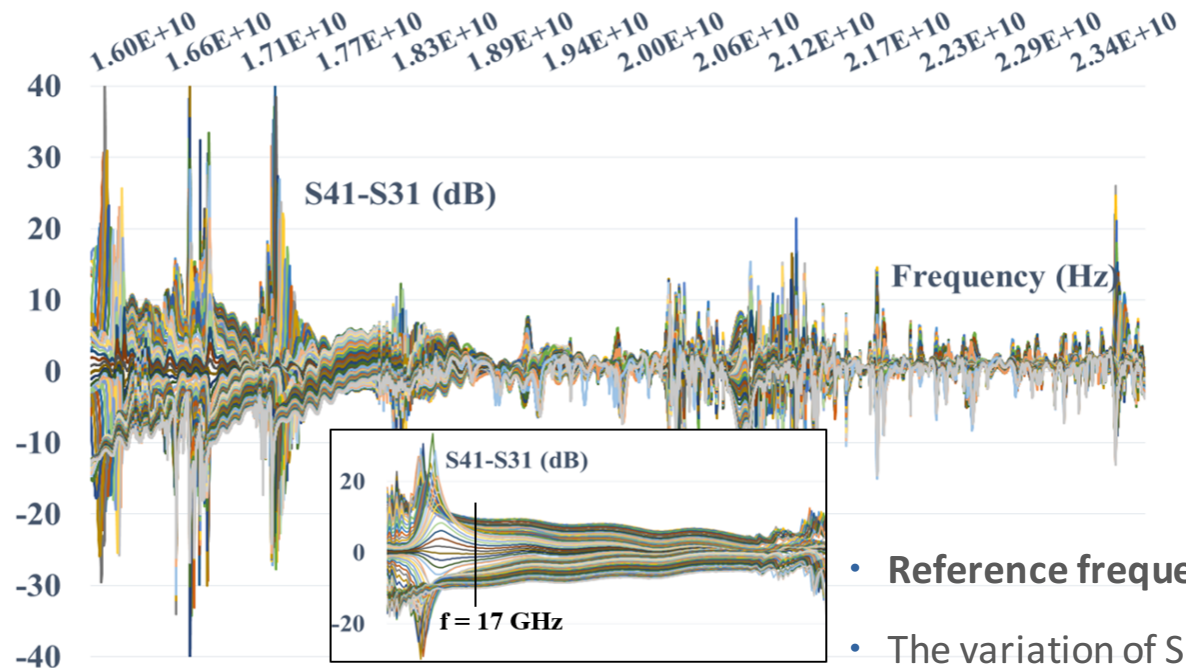 1.60E+10 1.66E+10 1.71E+10 1.77E+10 1.83E+10 1.89E+10 1.94E+10 2.00E+10 2.06E+10 2.12E+10 2.17E+10 2.23E+10 2.29E+10 2.34E+10
40
30
S41-S31 (dB)
20
Frequency (Hz)
10
0
-10
S41-S31 (dB)
20
-20
0
-30
• Reference freque
-20
f = 17 GHz
• The variation of S
-40